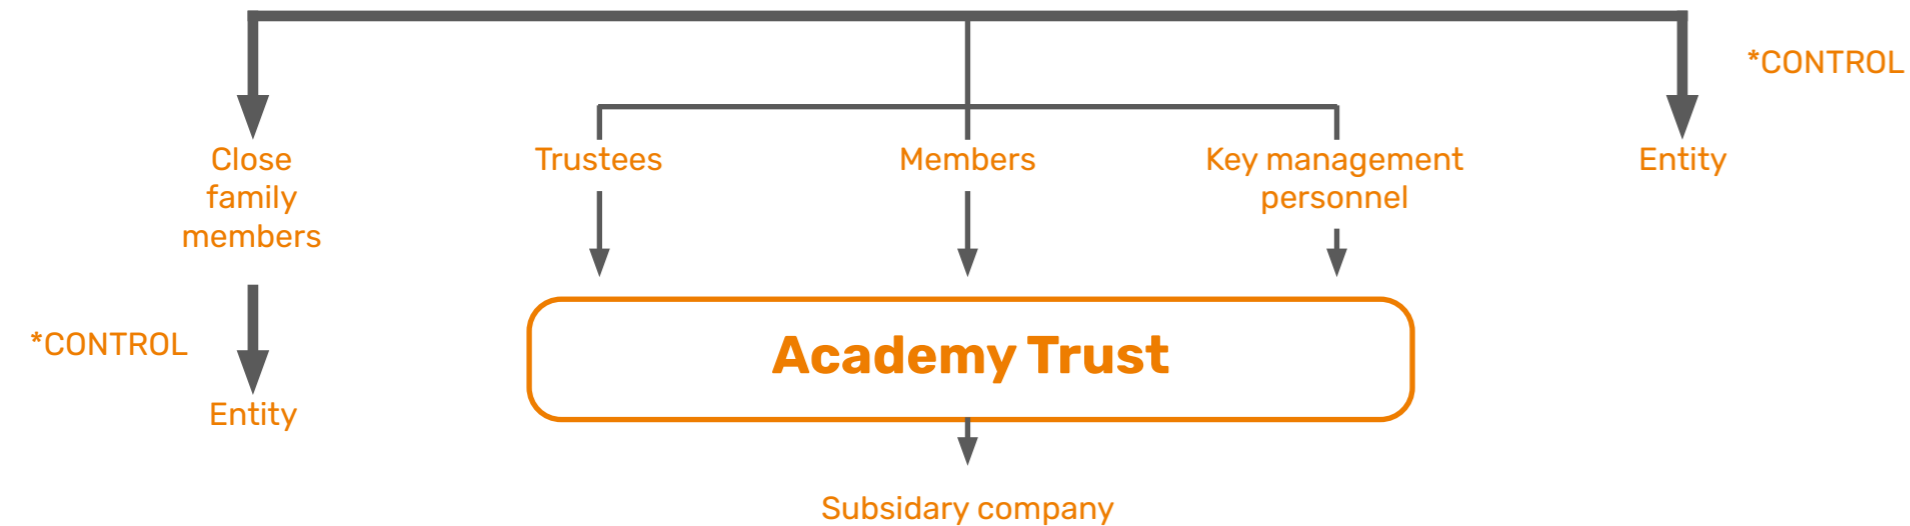 *CONTROL
Close
family
members
Trustees
Members
Key management
personnel
Entity
*CONTROL
Entity
Academy Trust
Subsidary company